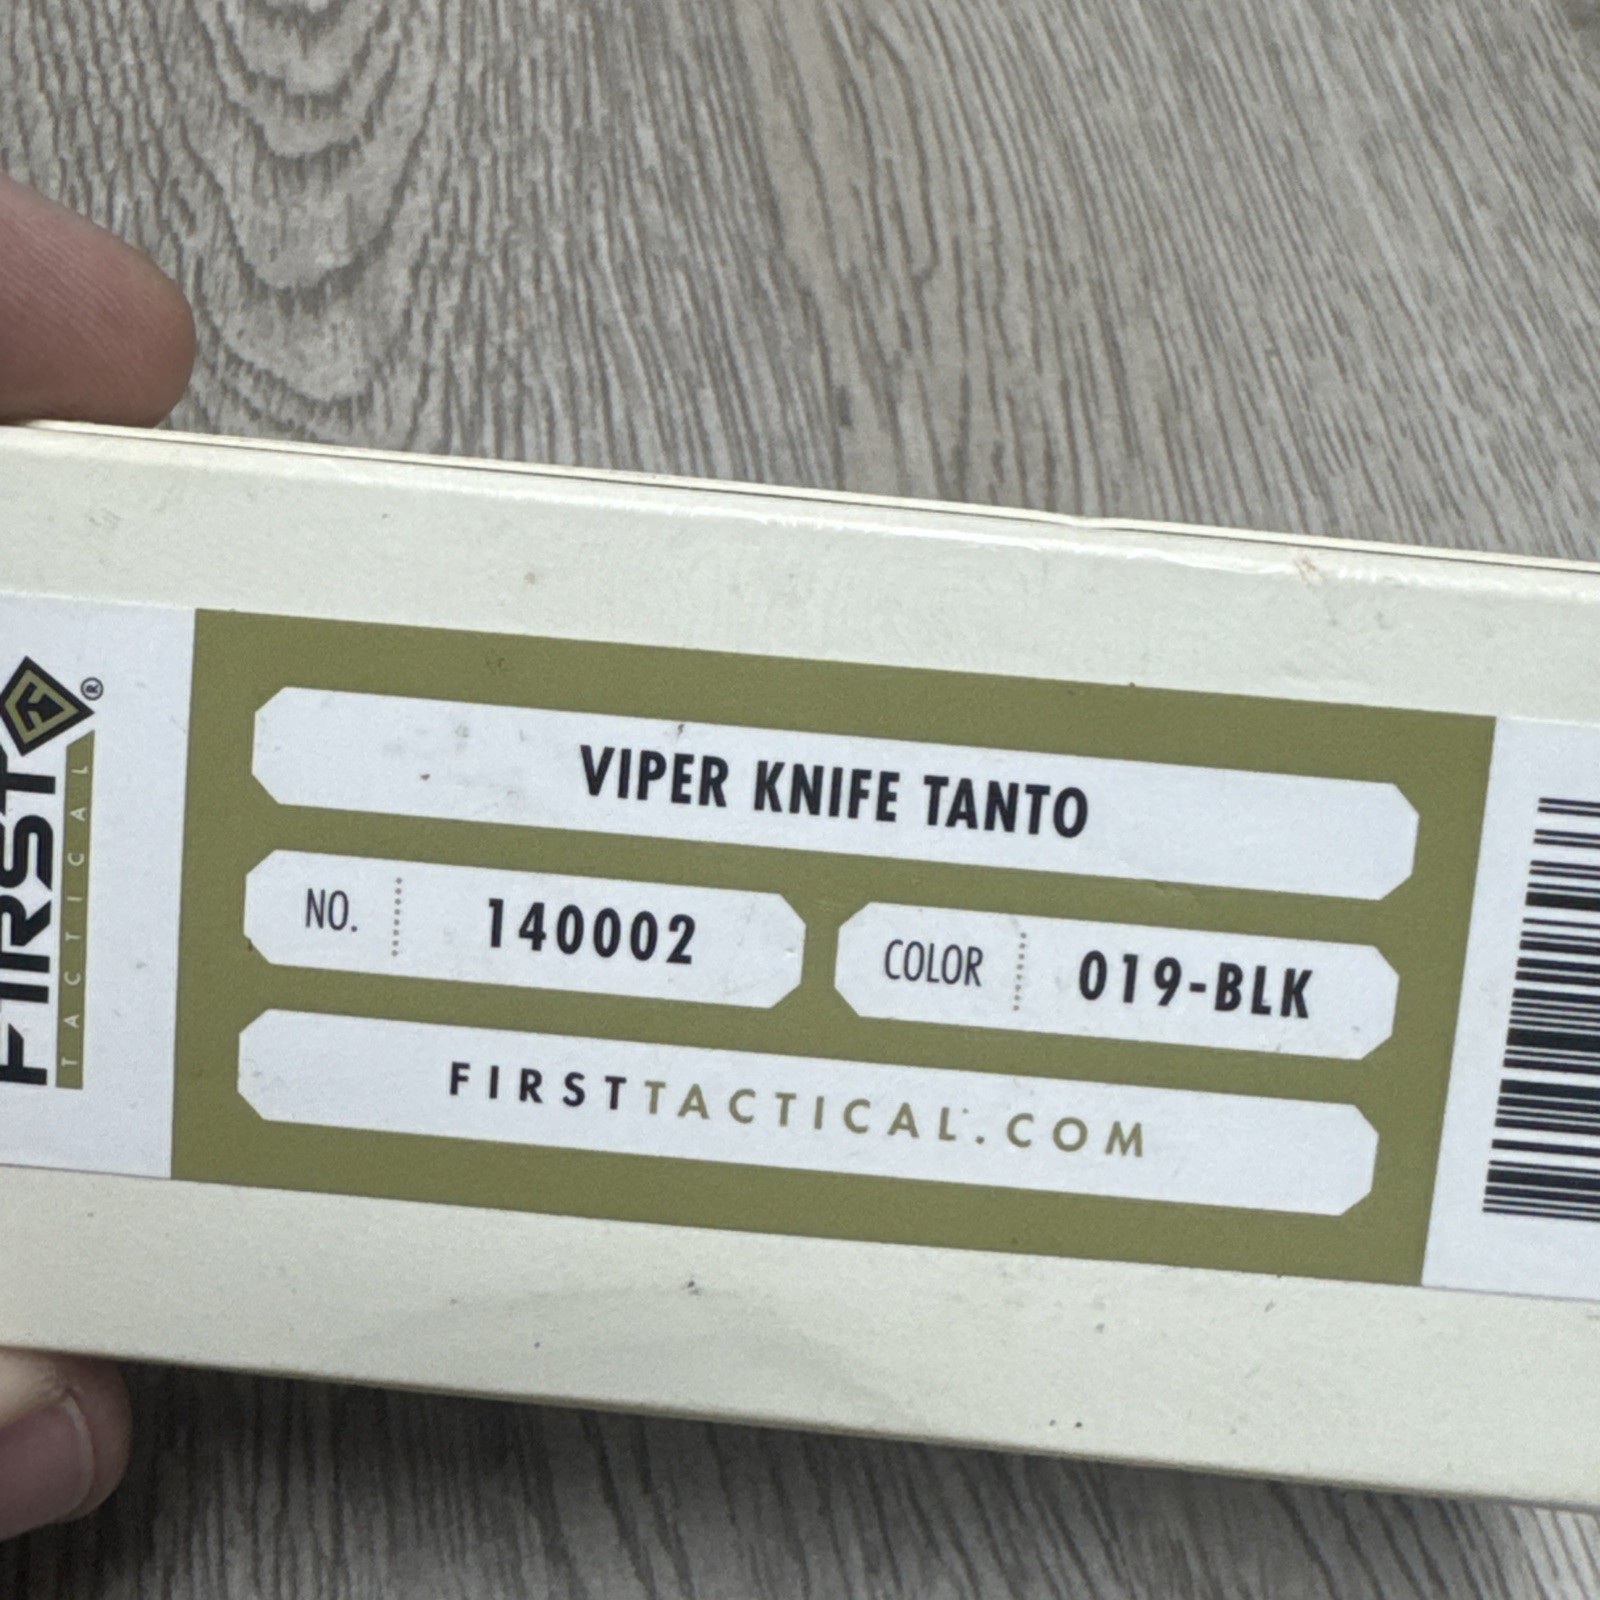 FIRST®
TACTICAL
VIPER KNIFE TANTO
NO. 140002
COLOR 019-BLK
FIRSTTACTICAL.COM